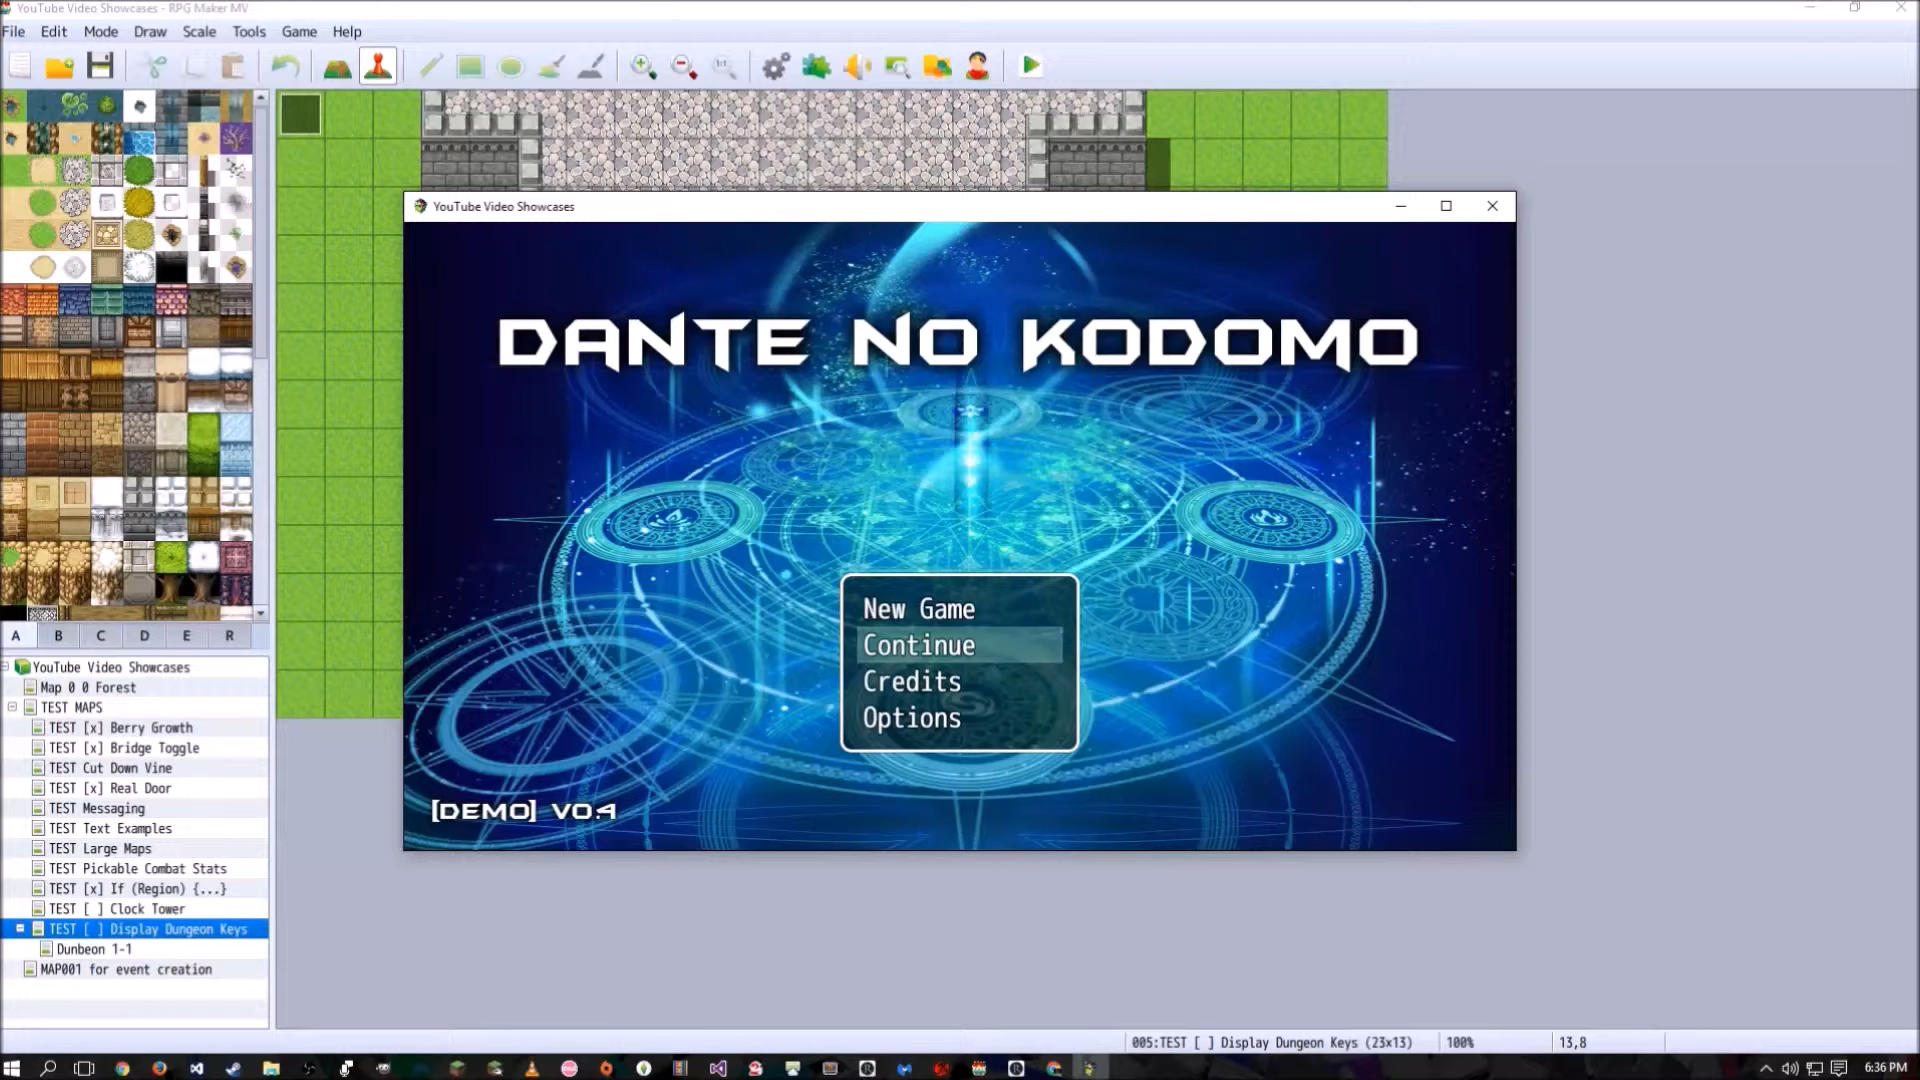 YouTube Video Showcases - RPG Maker MV
File Edit Mode Draw Scale Tools Game Help
1:1
YouTube Video Showcases
DANTE NO KODOMO
New Game
Continue
Credits
Options
[DEMO] V0.4
A B C D E R
YouTube Video Showcases
Map 0 0 Forest
TEST MAPS
TEST [x] Berry Growth
TEST [x] Bridge Toggle
TEST Cut Down Vine
TEST [x] Real Door
TEST Messaging
TEST Text Examples
TEST Large Maps
TEST Pickable Combat Stats
TEST [x] If (Region) {...}
TEST [ ] Clock Tower
TEST [ ] Display Dungeon Keys
Dunbeon 1-1
MAP001 for event creation
005:TEST [ ] Display Dungeon Keys (23x13) 100% 13,8
6:36 PM